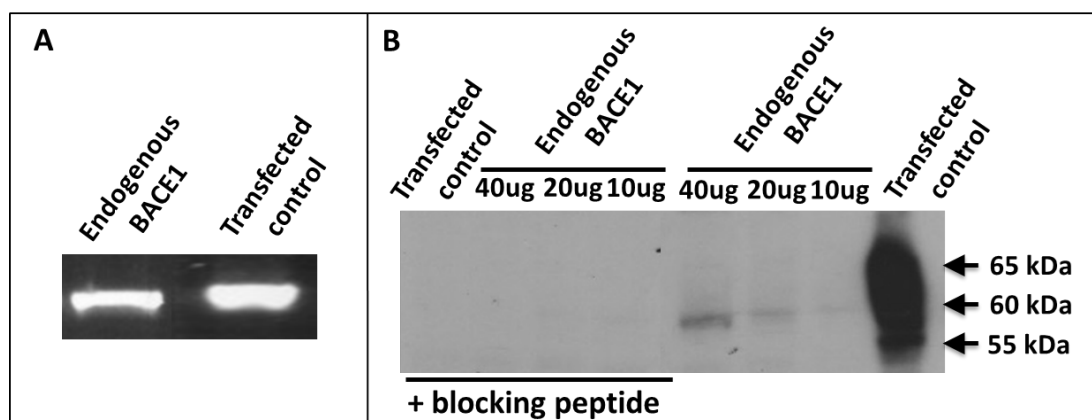 A
Endogenous
BACE1
Transfected
control
B
Transfected
control
Endogenous
BACE1
Endogenous
BACE1
Transfected
control
40ug 20ug 10ug
40ug 20ug 10ug
65 kDa
60 kDa
55 kDa
+ blocking peptide